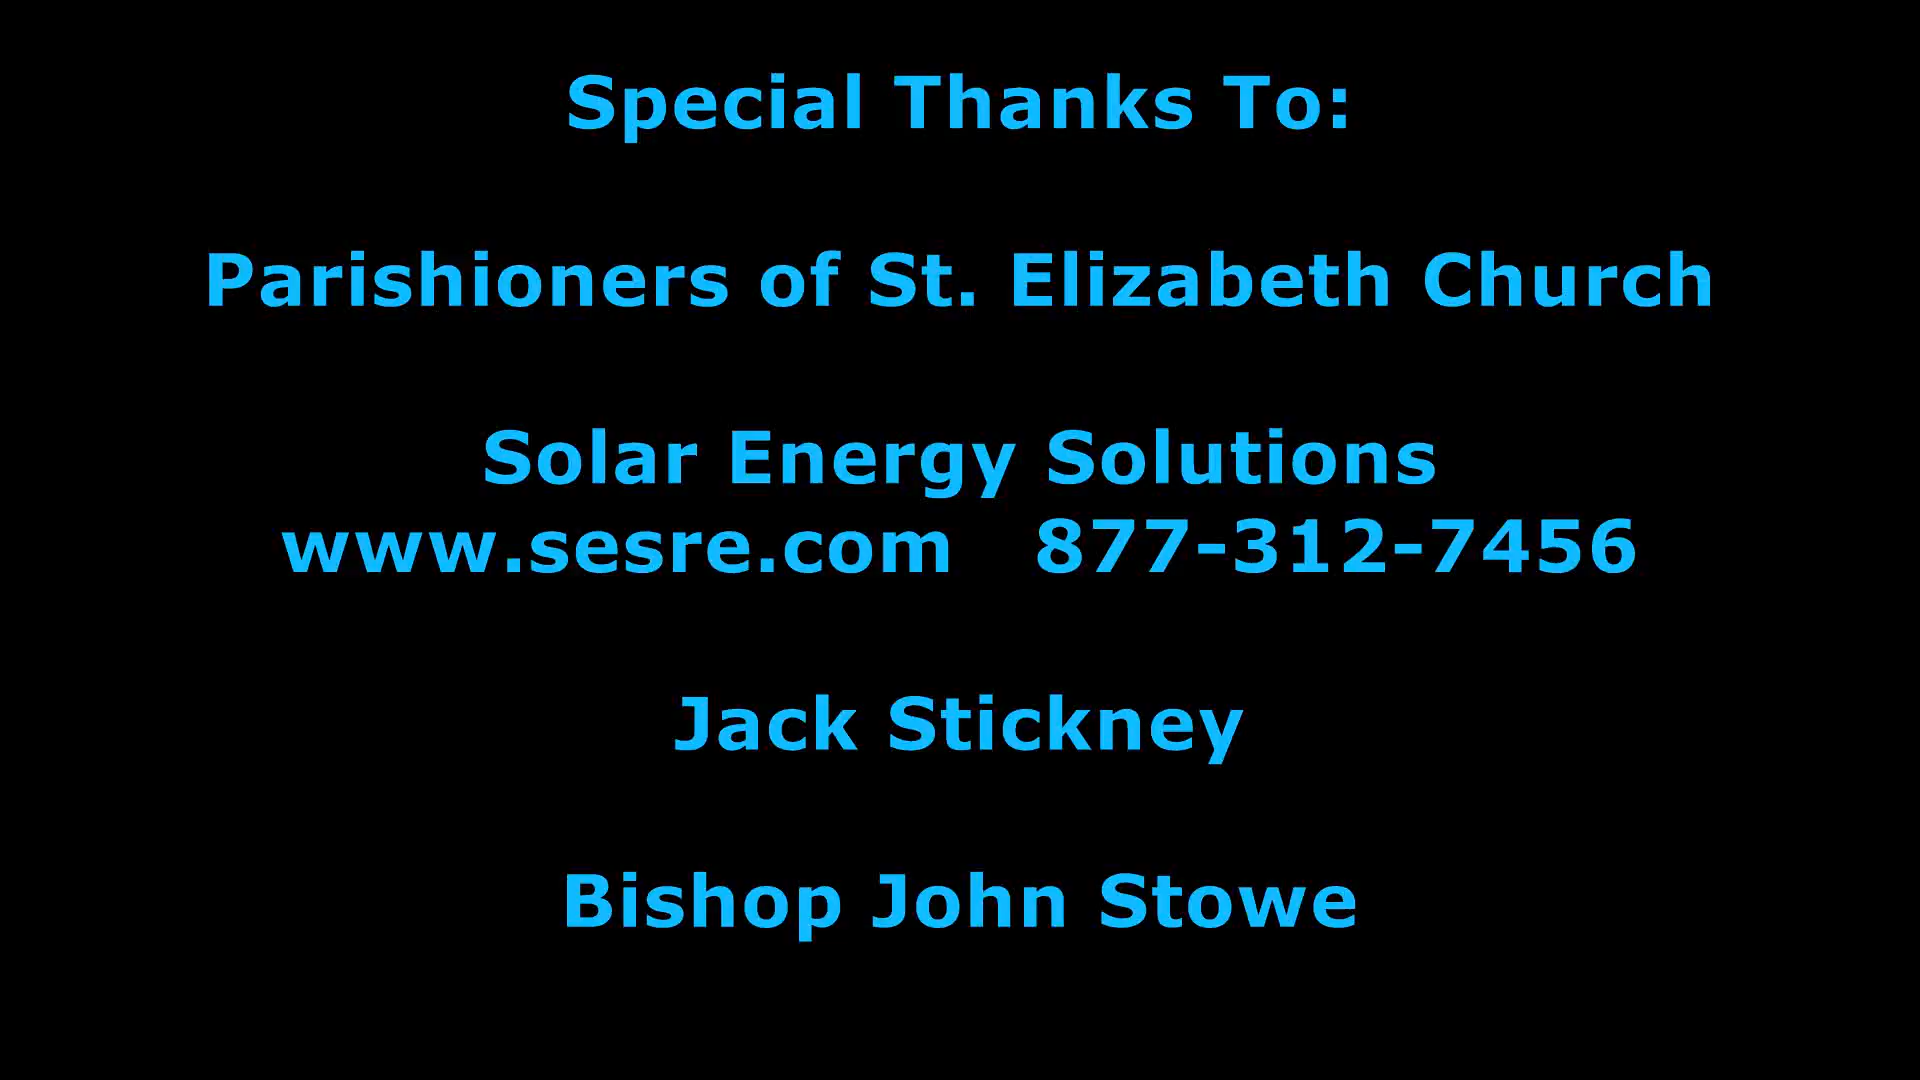 Special Thanks To:
Parishioners of St. Elizabeth Church
Solar Energy Solutions
www.sesre.com 877-312-7456
Jack Stickney
Bishop John Stowe